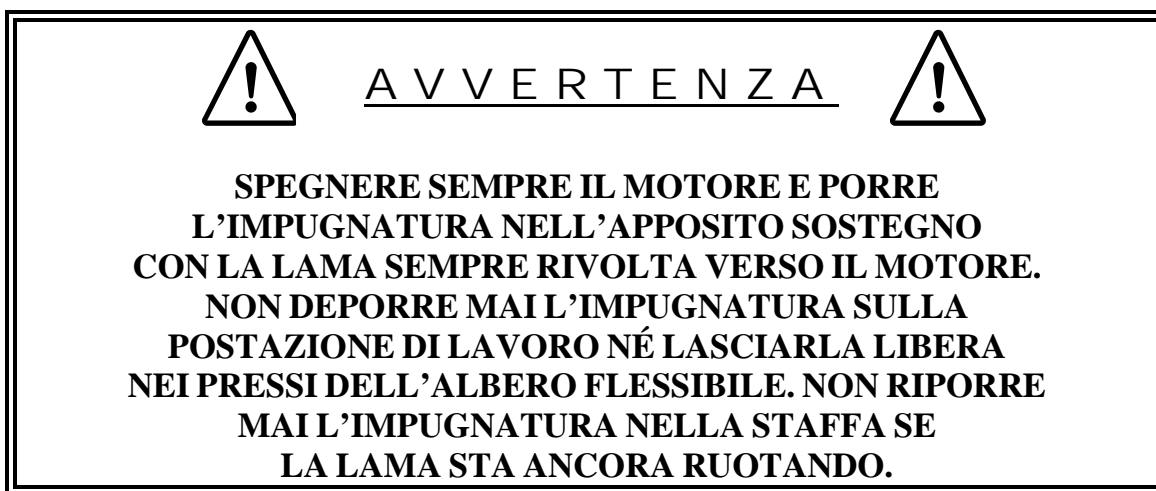 AVVERTENZA
SPEGNERE SEMPRE IL MOTORE E PORRE
L’IMPUGNATURA NELL’APPOSITO SOSTEGNO
CON LA LAMA SEMPRE RIVOLTA VERSO IL MOTORE.
NON DEPORRE MAI L’IMPUGNATURA SULLA
POSTAZIONE DI LAVORO NÉ LASCIARLA LIBERA
NEI PRESSI DELL’ALBERO FLESSIBILE. NON RIPORRE
MAI L’IMPUGNATURA NELLA STAFFA SE
LA LAMA STA ANCORA RUOTANDO.